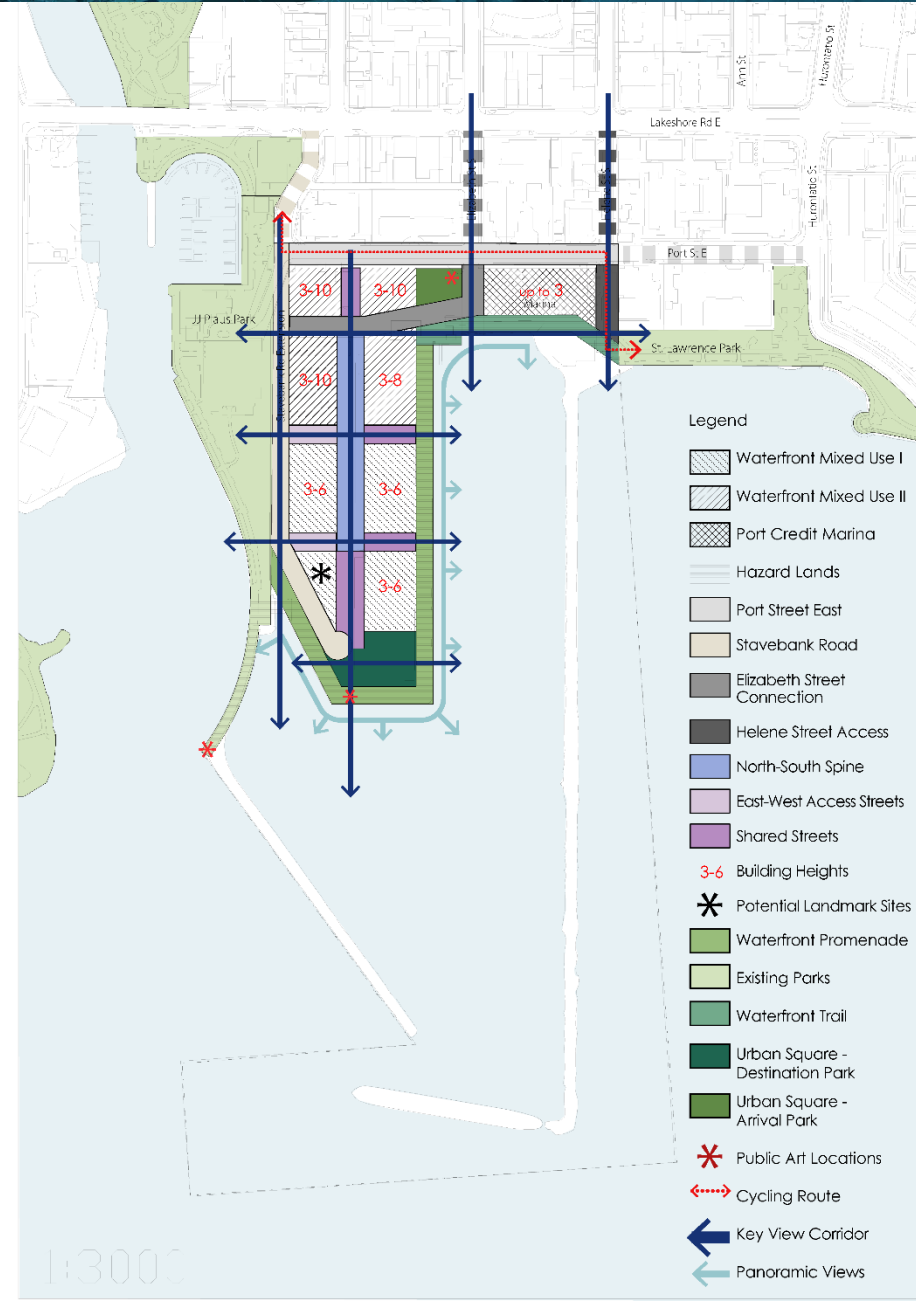 Ann St
Hurontario St
Lakeshore Rd E
Elizabeth St S
Hurontario St
Port St E
3-10
3-10
up to 3
Marina
JJ Plaus Park
St. Lawrence Park
3-10
3-8
3-6
3-6
3-6
Legend
Waterfront Mixed Use I
Waterfront Mixed Use II
Port Credit Marina
Hazard Lands
Port Street East
Stavebank Road
Elizabeth Street
Connection
Helene Street Access
North-South Spine
East-West Access Streets
Shared Streets
3-6 Building Heights
Potential Landmark Sites
Waterfront Promenade
Existing Parks
Waterfront Trail
Urban Square -
Destination Park
Urban Square -
Arrival Park
Public Art Locations
Cycling Route
Key View Corridor
Panoramic Views